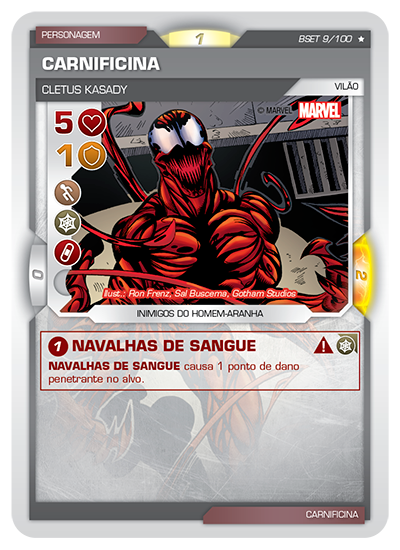 PERSONAGEM
1
BSET 9/100 ★
CARNIFICINA
CLETUS KASADY
VILÃO
5
© MARVEL MARVEL
1
0
2
Ilust.: Ron Frenz, Sal Buscema, Gotham Studios
INIMIGOS DO HOMEM-ARANHA
1 NAVALHAS DE SANGUE
NAVALHAS DE SANGUE causa 1 ponto de dano
penetrante no alvo.
CARNIFICINA